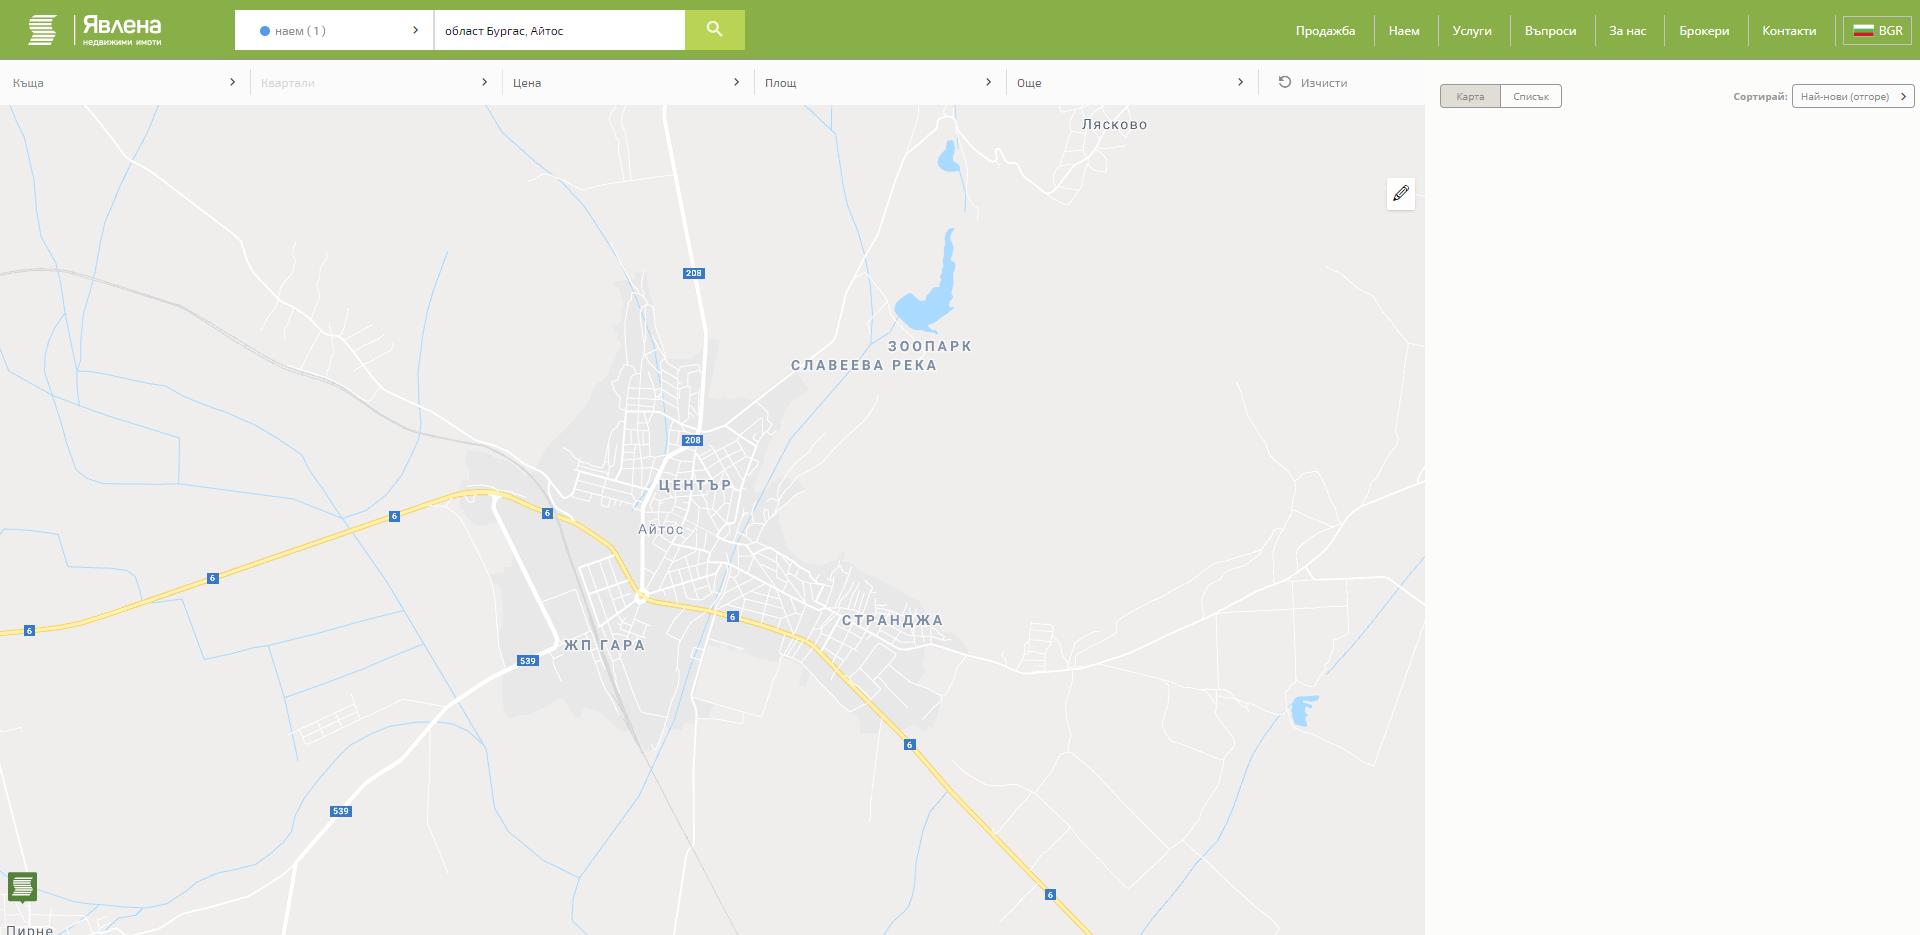 Явлена
недвижими имоти
наем ( 1 )
област Бургас, Айтос
Продажба
Наем
Услуги
Въпроси
За нас
Брокери
Контакти
BGR
Къща
Квартали
Цена
Площ
Още
Изчисти
Карта
Списък
Сортирай:
Най-нови (отгоре)
Лясково
208
ЗООПАРК
СЛАВЕЕВА РЕКА
208
ЦЕНТЪР
6
6
Айтос
6
6
СТРАНДЖА
6
ЖП ГАРА
539
6
539
6
Пирне